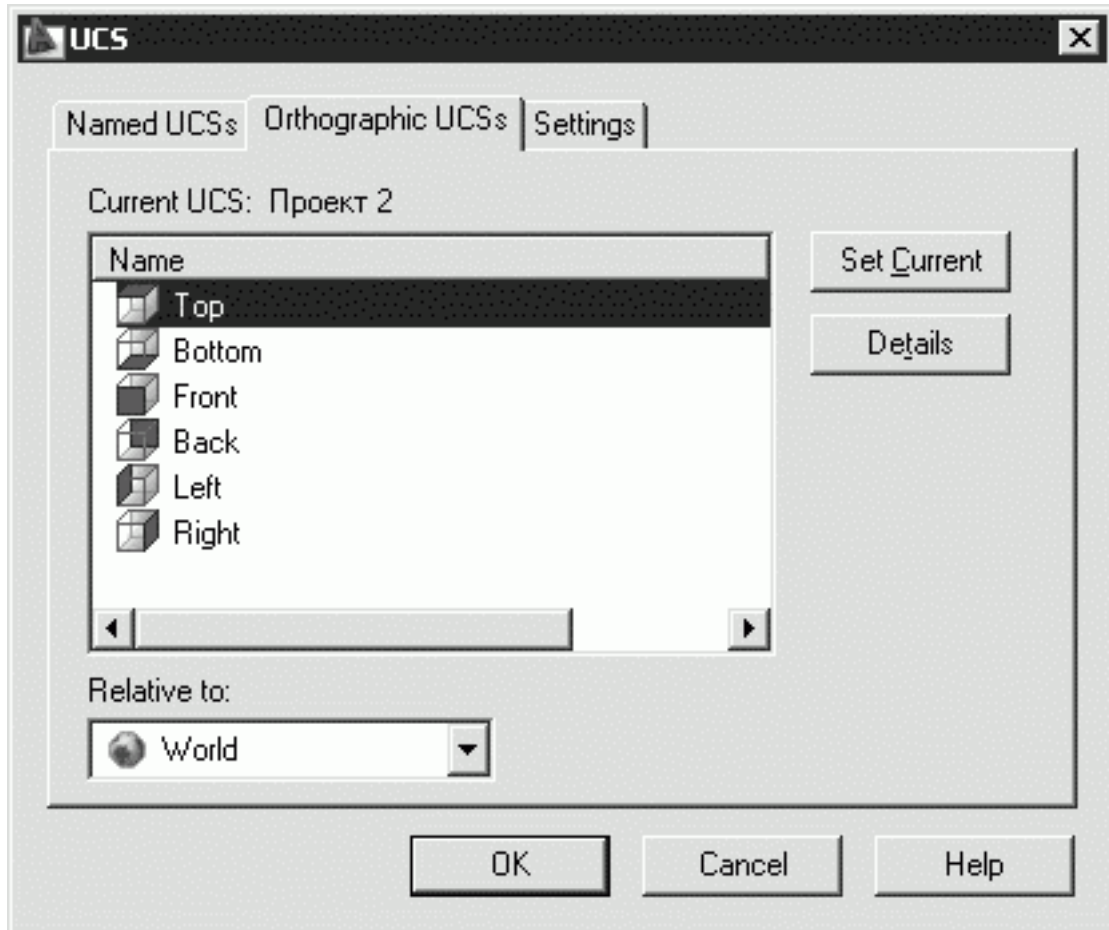 UCS
Named UCSs Orthographic UCSs Settings
Current UCS: Проект 2
Name
Set Current
Top
Details
Bottom
Front
Back
Left
Right
Relative to:
World
OK Cancel Help